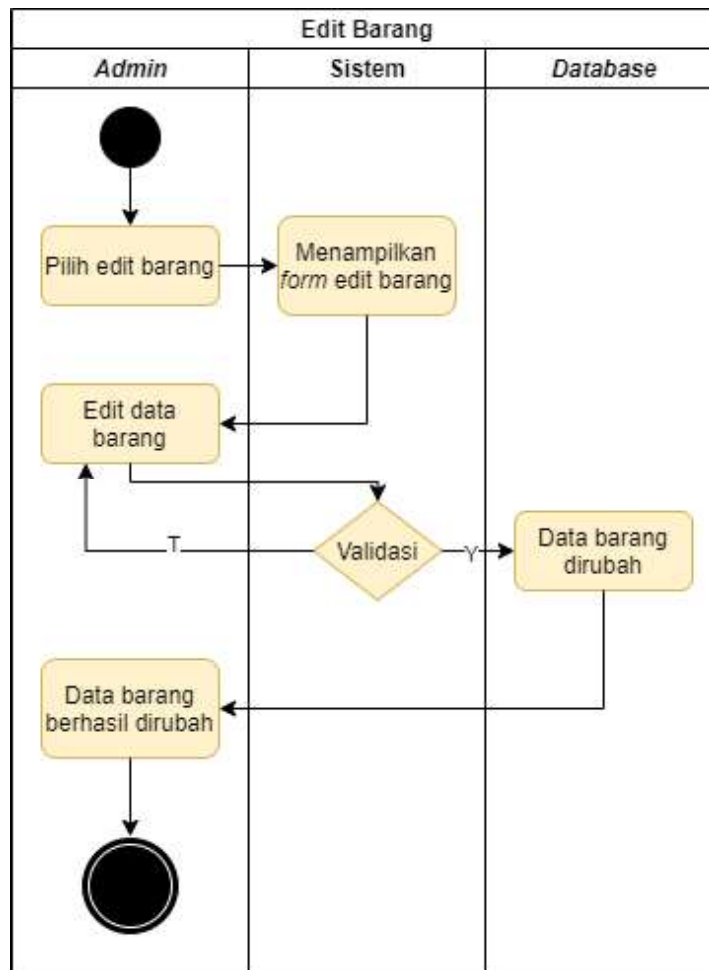 Edit Barang
Admin
Sistem
Database
Pilih edit barang
Menampilkan
form edit barang
Edit data
barang
T
Validasi
Y
Data barang
dirubah
Data barang
berhasil dirubah